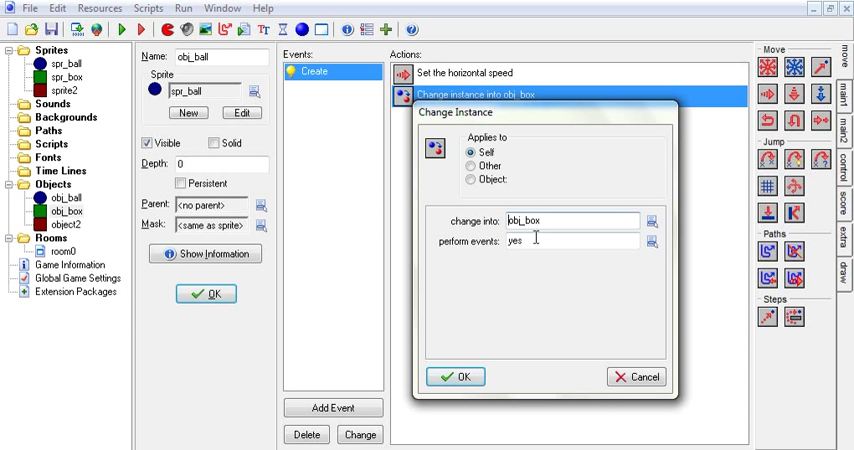 File Edit Resources Scripts Run Window Help
Sprites
spr_ball
spr_box
sprite2
Sounds
Backgrounds
Paths
Scripts
Fonts
Time Lines
Objects
obj_ball
obj_box
object2
Rooms
room0
Game Information
Global Game Settings
Extension Packages
Name: obj_ball
Sprite
spr_ball
New Edit
Visible Solid
Depth: 0
Persistent
Parent: <no parent>
Mask: <same as sprite>
Show Information
OK
Events:
Create
Add Event
Delete Change
Actions:
Set the horizontal speed
Change instance into obj_box
Change Instance
Applies to
Self
Other
Object:
change into: obj_box
perform events: yes
OK Cancel
Move
Jump
Paths
Steps
move
main1
main2
control
score
extra
draw